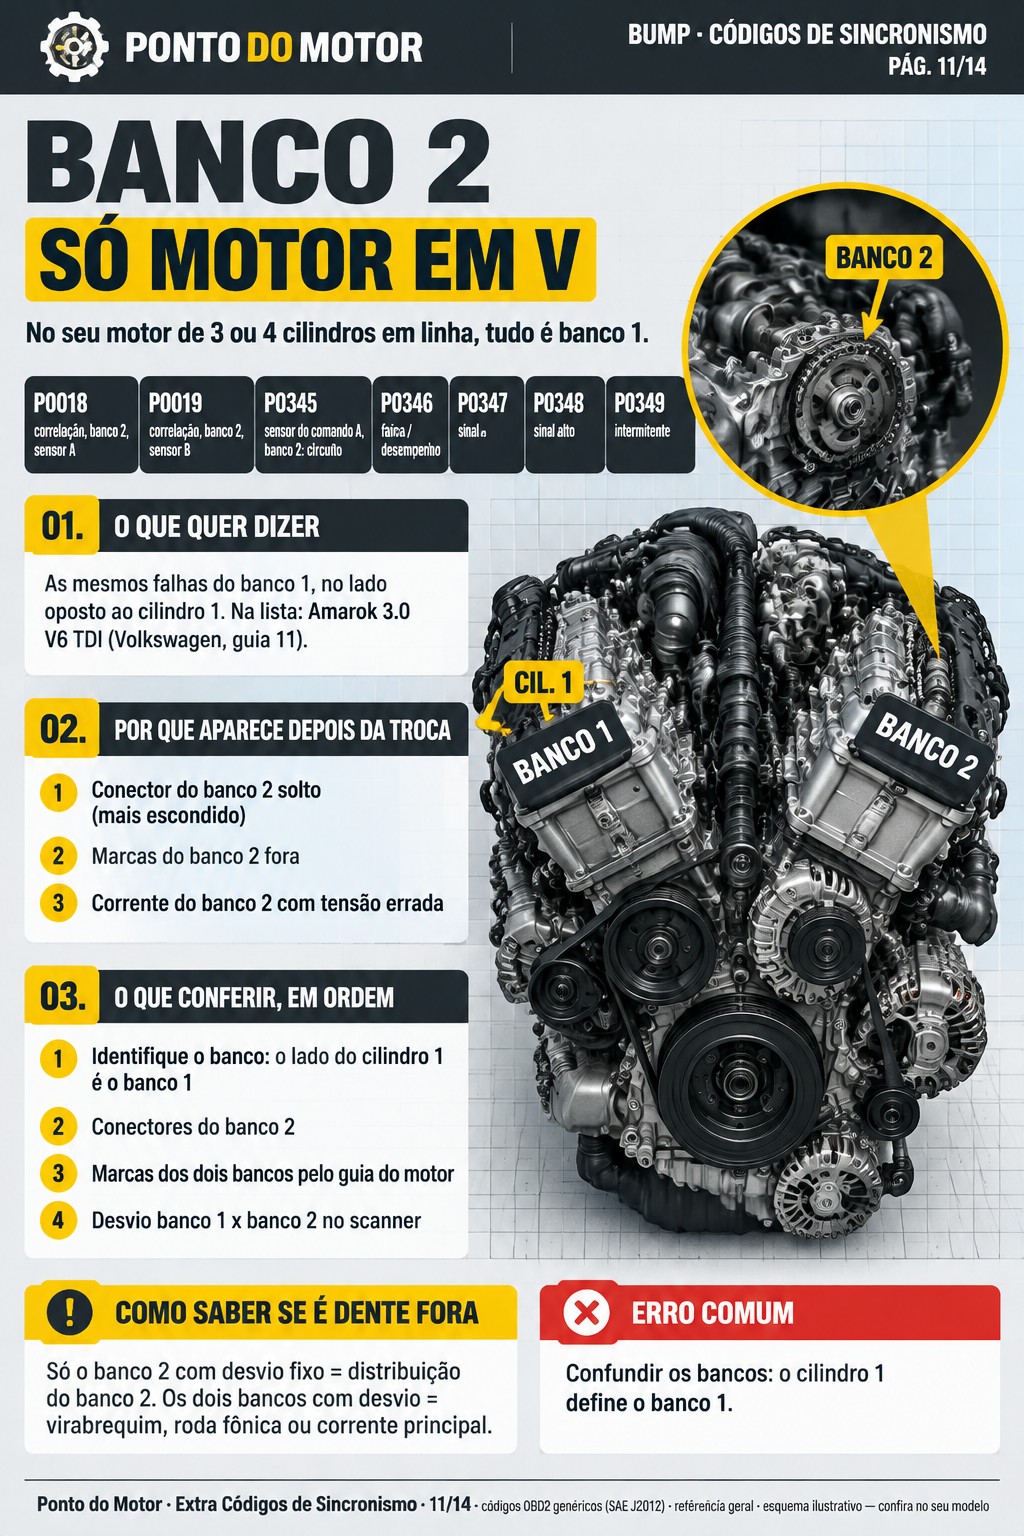 PONTO DO MOTOR
BUMP · CÓDIGOS DE SINCRONISMO
PÁG. 11/14
BANCO 2
SÓ MOTOR EM V
No seu motor de 3 ou 4 cilindros em linha, tudo é banco 1.
BANCO 2
P0018
correlação, banco 2,
sensor A
P0019
correlação, banco 2,
sensor B
P0345
sensor do comando A,
banco 2: circuito
P0346
faixa /
desempenho
P0347
sinal
P0348
sinal alto
P0349
intermitente
01. O QUE QUER DIZER
As mesmos falhas do banco 1, no lado
oposto ao cilindro 1. Na lista: Amarok 3.0
V6 TDI (Volkswagen, guia 11).
02. POR QUE APARECE DEPOIS DA TROCA
1 Conector do banco 2 solto
(mais escondido)
2 Marcas do banco 2 fora
3 Corrente do banco 2 com tensão errada
CIL. 1
BANCO 1
BANCO 2
03. O QUE CONFERIR, EM ORDEM
1 Identifique o banco: o lado do cilindro 1
é o banco 1
2 Conectores do banco 2
3 Marcas dos dois bancos pelo guia do motor
4 Desvio banco 1 x banco 2 no scanner
! COMO SABER SE É DENTE FORA
Só o banco 2 com desvio fixo = distribuição
do banco 2. Os dois bancos com desvio =
virabrequim, roda fônica ou corrente principal.
ERRO COMUM
Confundir os bancos: o cilindro 1
define o banco 1.
Ponto do Motor · Extra Códigos de Sincronismo · 11/14 · códigos OBD2 genéricos (SAE J2012) · referência geral · esquema ilustrativo — confira no seu modelo